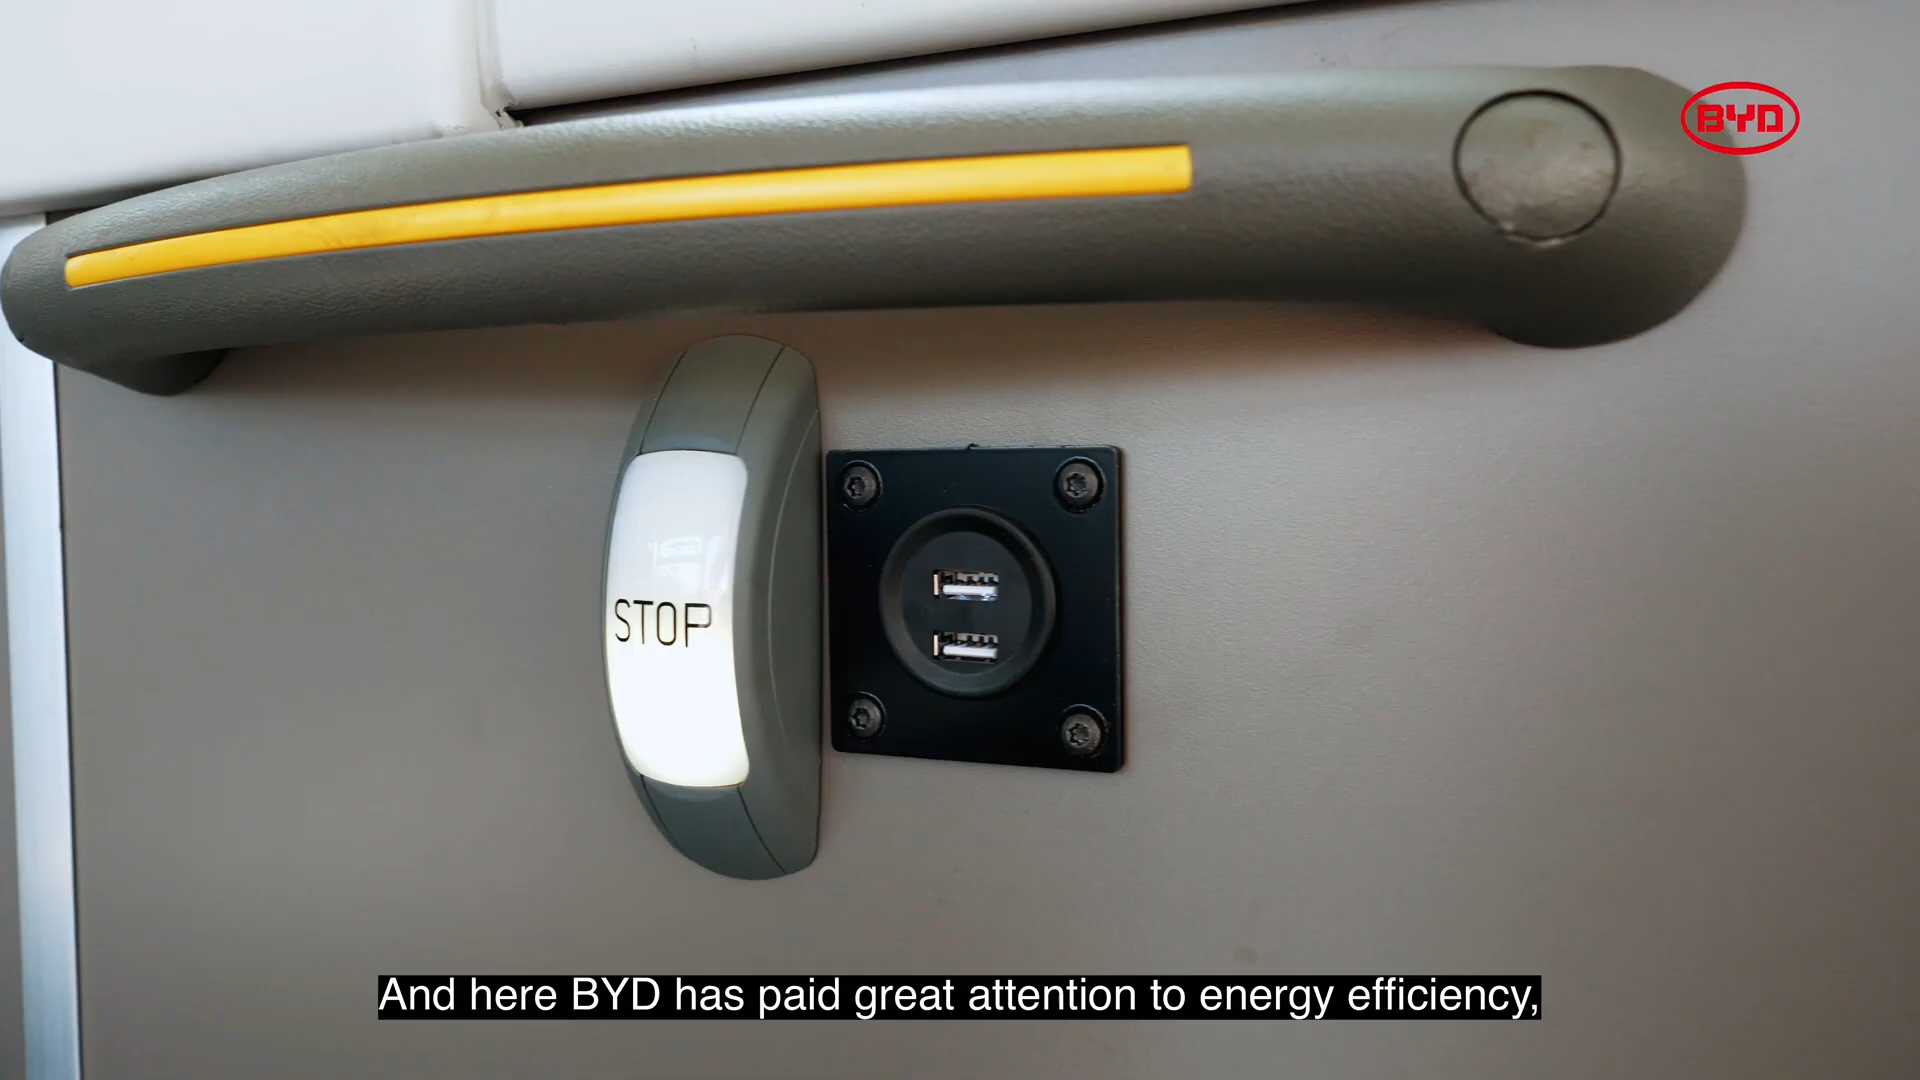 BYD
STOP
And here BYD has paid great attention to energy efficiency,